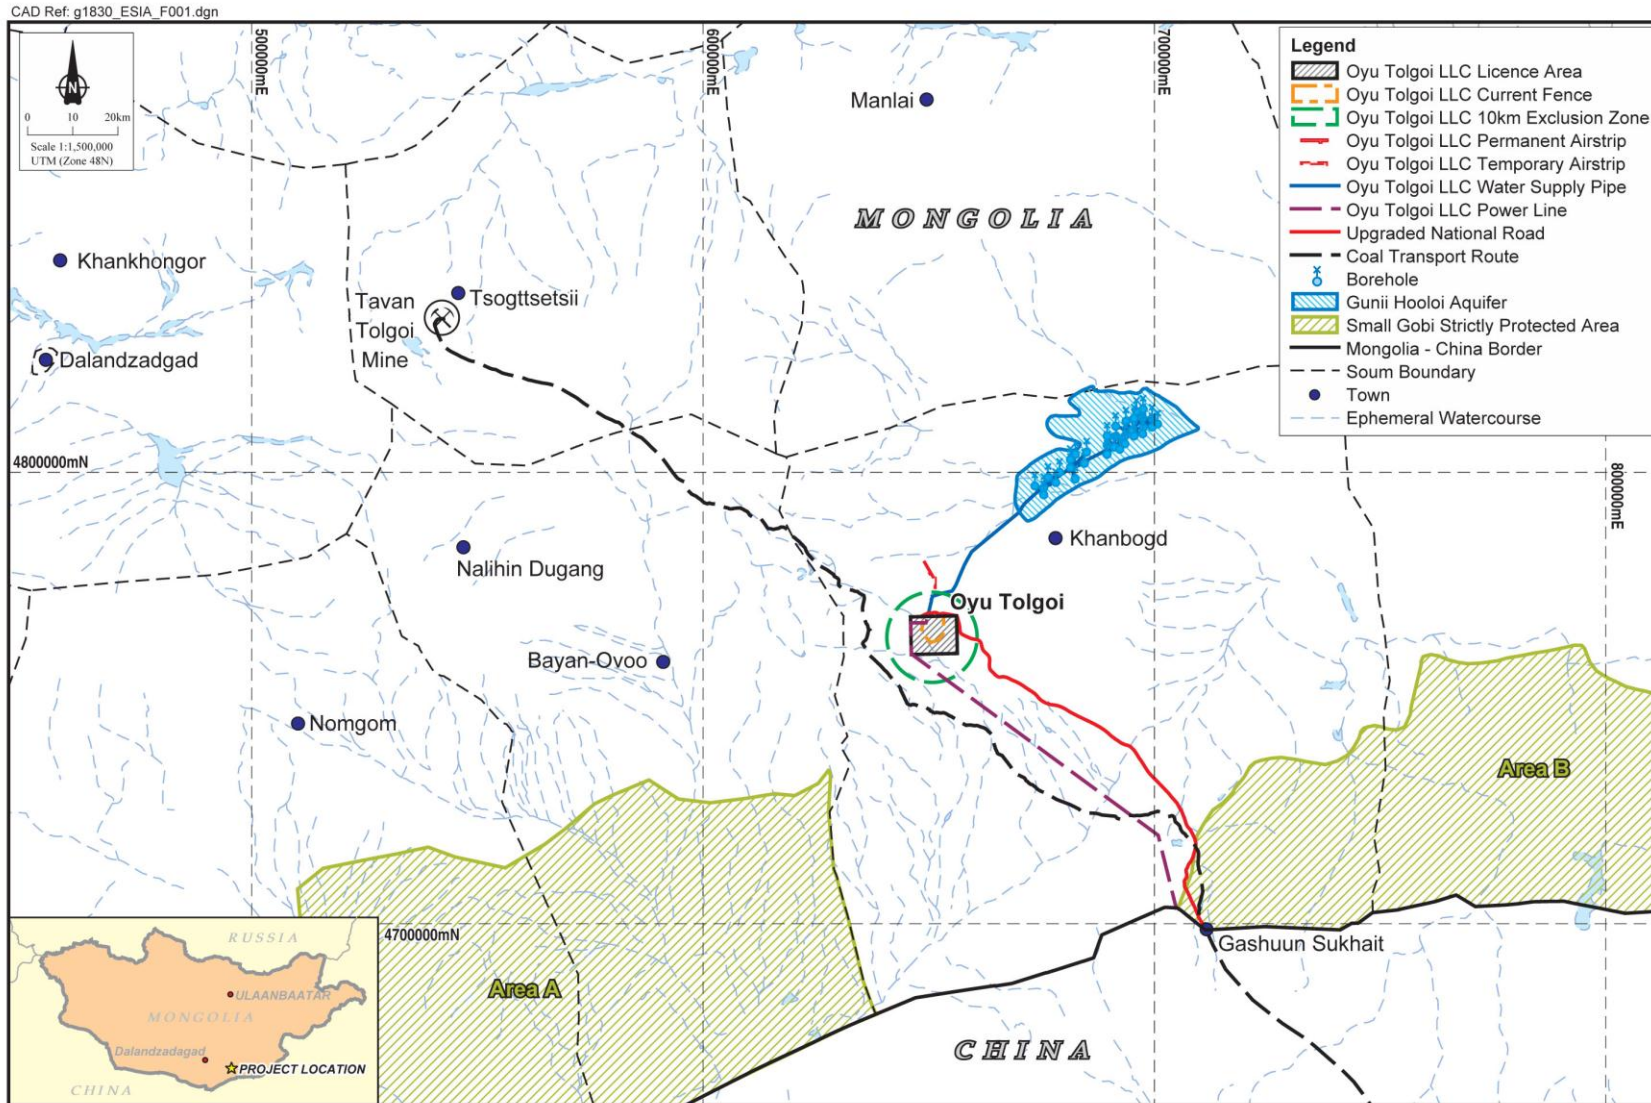 CAD Ref: g1830_ESIA_F001.dgn
N
0 10 20km
Scale 1:1,500,000
UTM (Zone 48N)
500000mE
600000mE
700000mE
800000mE
4800000mN
4700000mN
Legend
Oyu Tolgoi LLC Licence Area
Oyu Tolgoi LLC Current Fence
Oyu Tolgoi LLC 10km Exclusion Zone
Oyu Tolgoi LLC Permanent Airstrip
Oyu Tolgoi LLC Temporary Airstrip
Oyu Tolgoi LLC Water Supply Pipe
Oyu Tolgoi LLC Power Line
Upgraded National Road
Coal Transport Route
Borehole
Gunii Hooloi Aquifer
Small Gobi Strictly Protected Area
Mongolia - China Border
Soum Boundary
Town
Ephemeral Watercourse
Manlai
MONGOLIA
Khankhongor
Tsogttsetsii
Tavan
Tolgoi
Mine
Dalandzadgad
Khanbogd
Nalihin Dugang
Oyu Tolgoi
Bayan-Ovoo
Nomgom
Area B
Area A
Gashuun Sukhait
CHINA
RUSSIA
ULAANBAATAR
MONGOLIA
Dalandzadagad
PROJECT LOCATION
CHINA